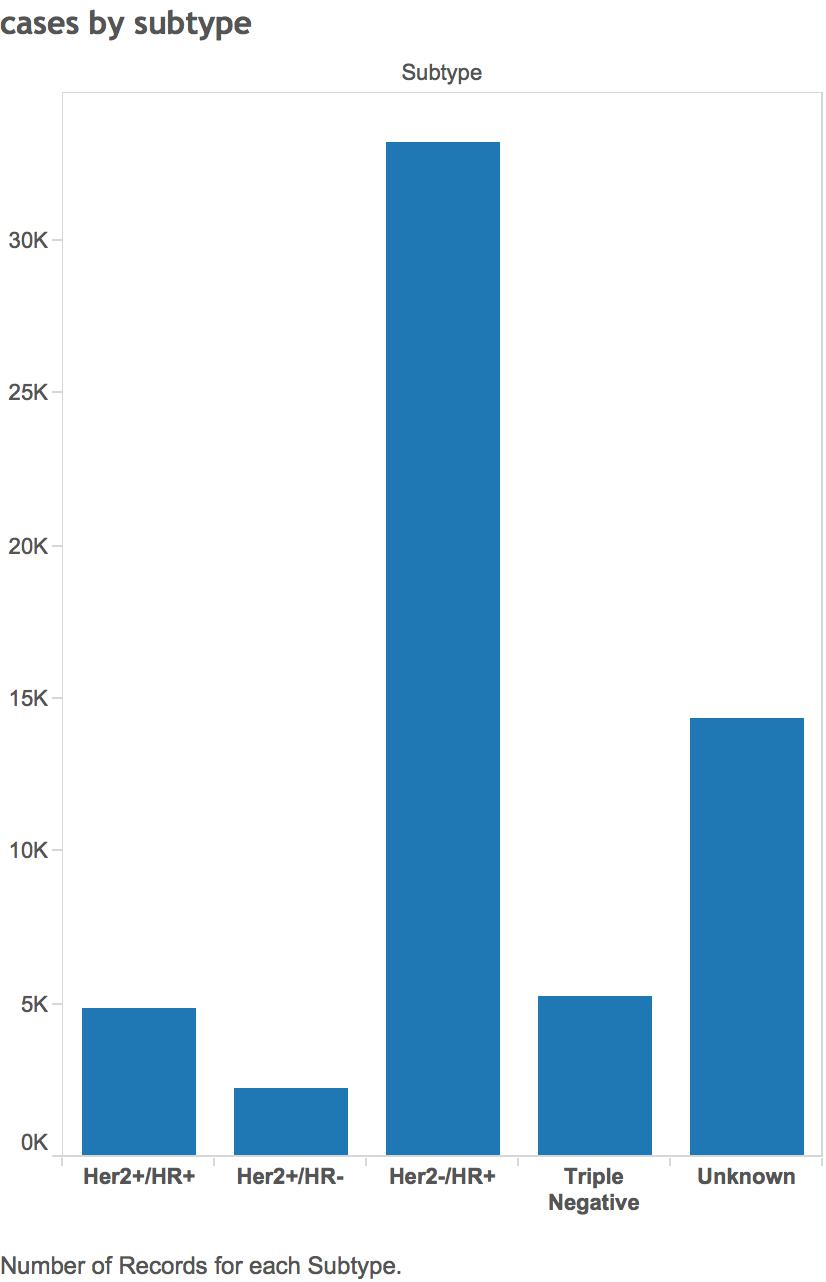 cases by subtype
Subtype
30K
25K
20K
15K
10K
5K
0K
Her2+/HR+ Her2+/HR- Her2-/HR+ Triple Negative Unknown
Number of Records for each Subtype.